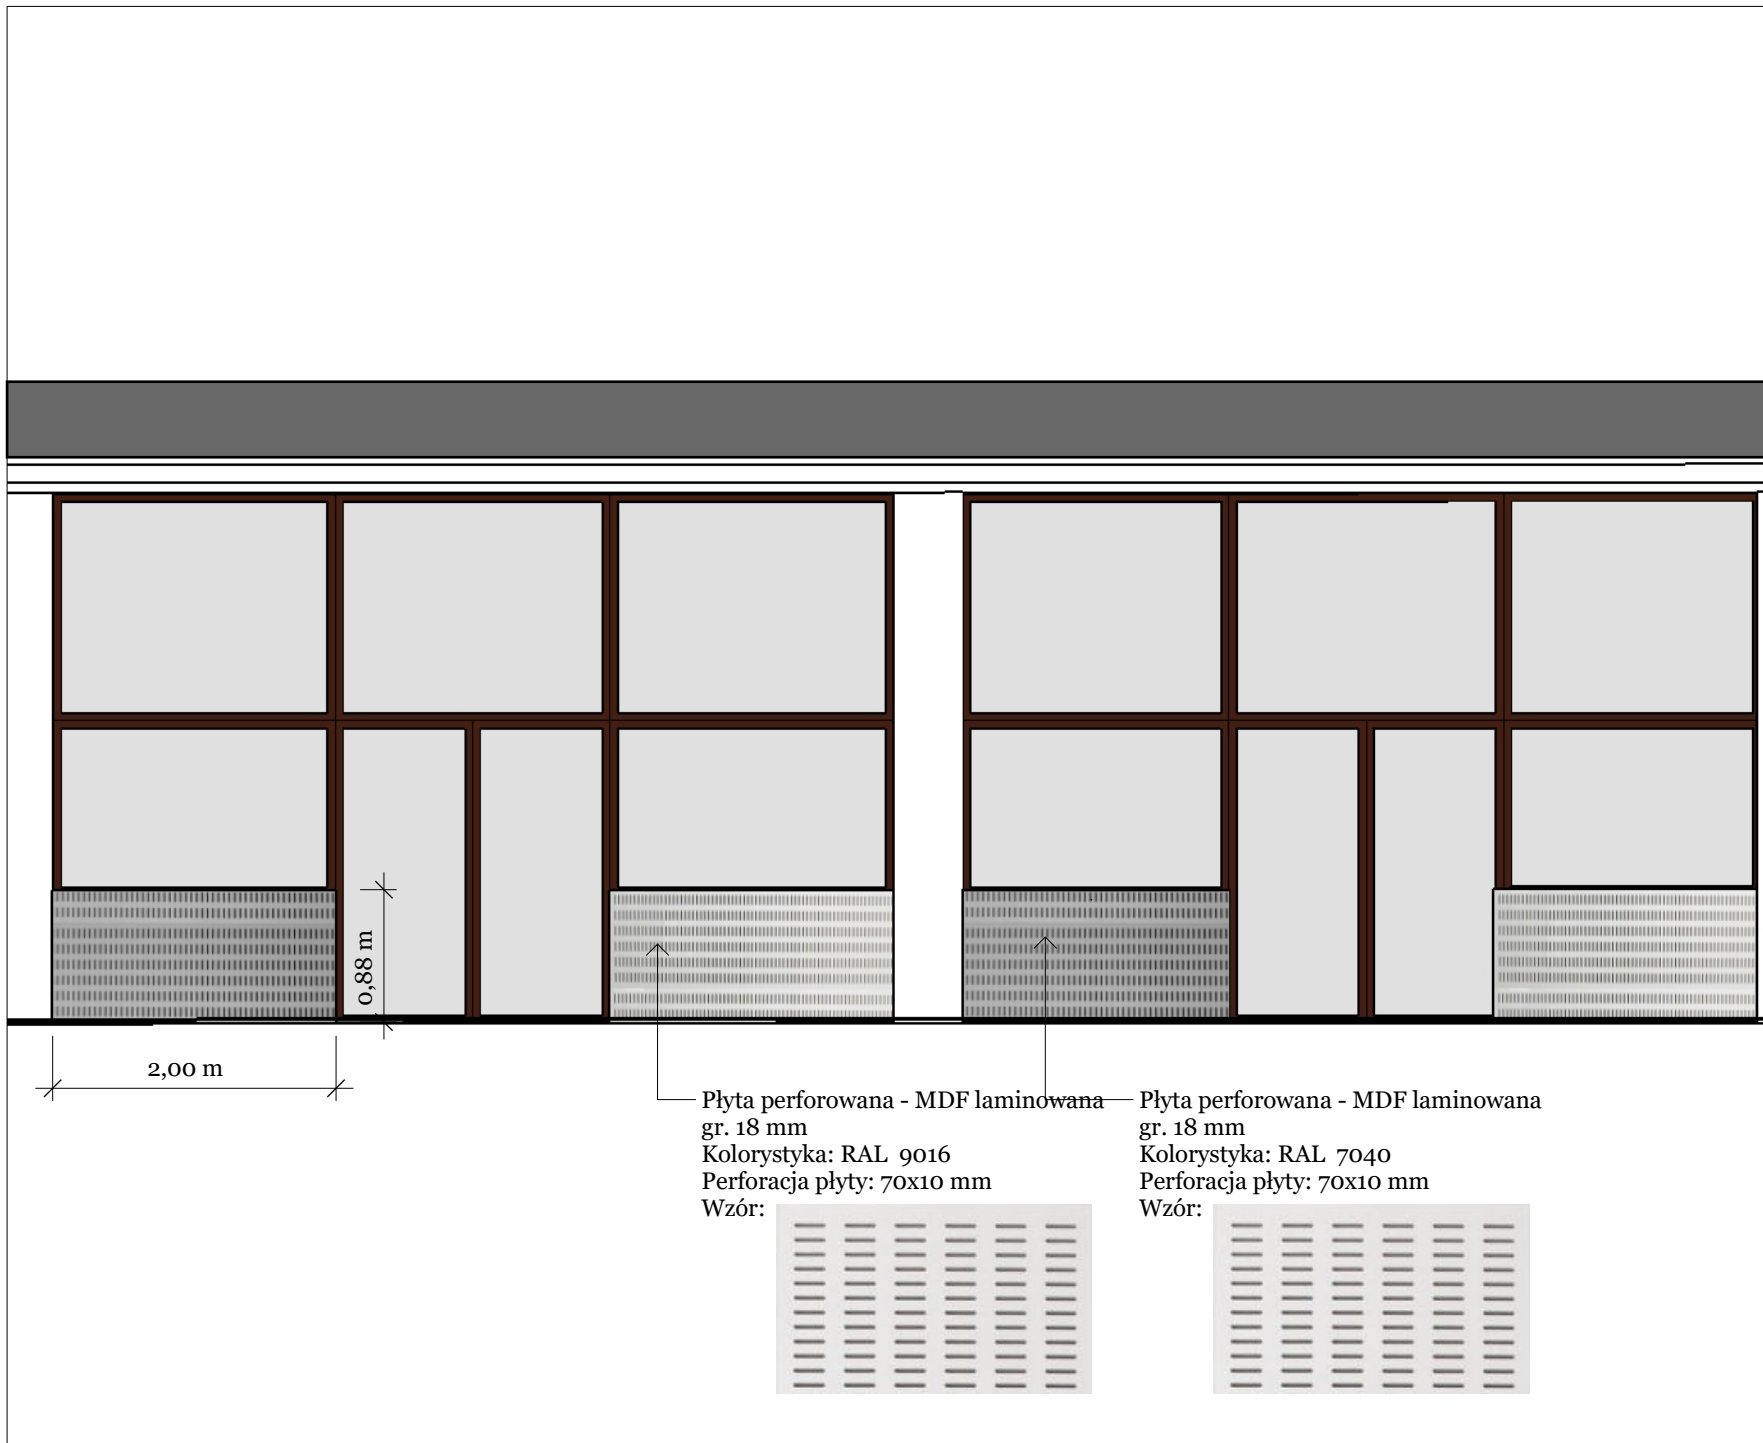 0,88 m
2,00 m
Płyta perforowana - MDF laminowana
gr. 18 mm
Kolorystyka: RAL 9016
Perforacja płyty: 70x10 mm
Wzór:
Płyta perforowana - MDF laminowana
gr. 18 mm
Kolorystyka: RAL 7040
Perforacja płyty: 70x10 mm
Wzór: